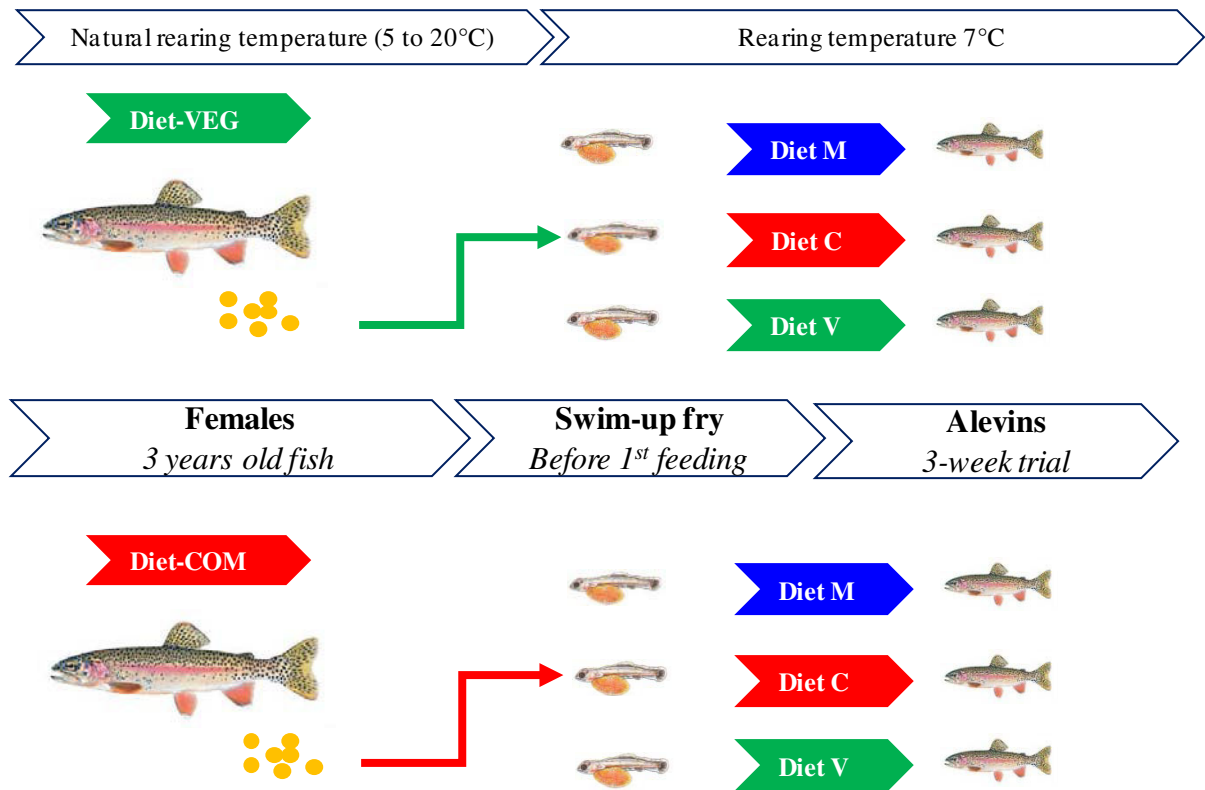 Natural rearing temperature (5 to 20°C)
Rearing temperature 7°C
Diet-VEG
Diet M
Diet C
Diet V
Females
3 years old fish
Swim-up fry
Before 1st feeding
Alevins
3-week trial
Diet-COM
Diet M
Diet C
Diet V